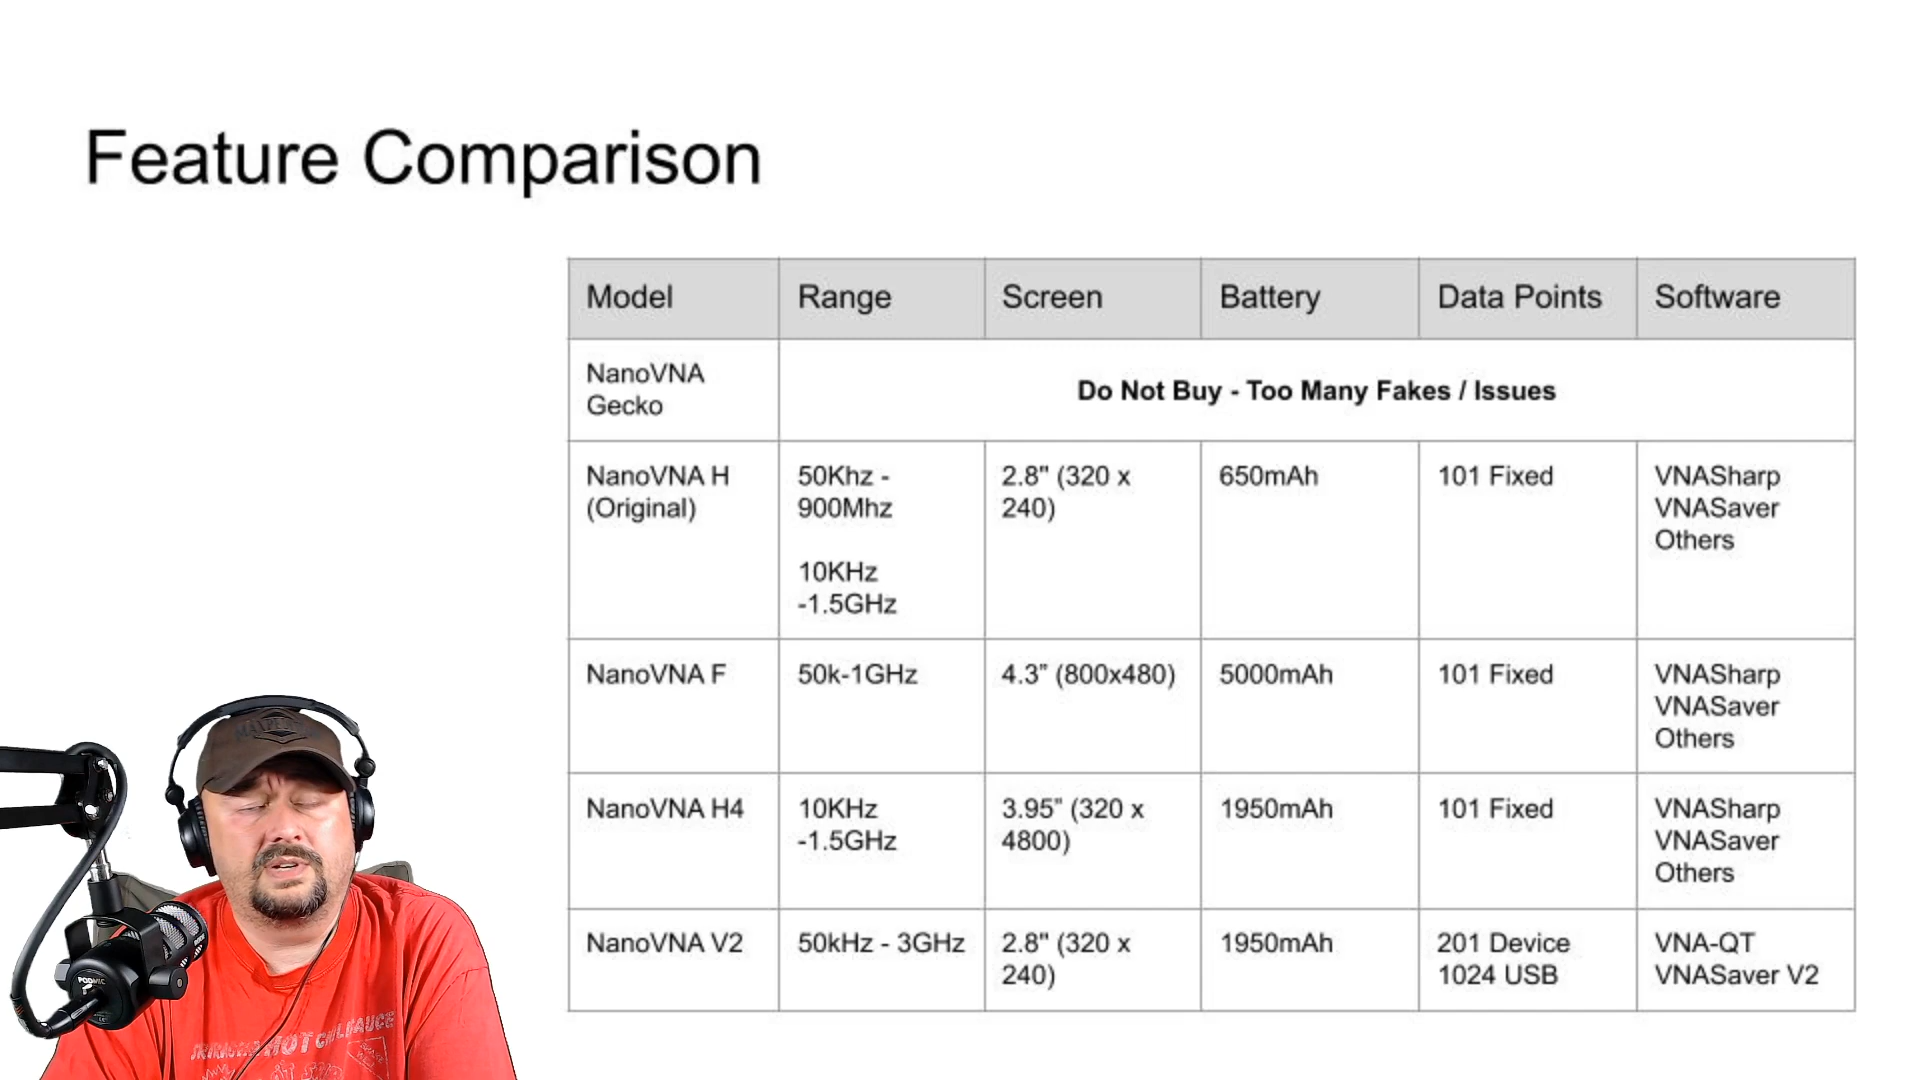 Feature Comparison
Model Range Screen Battery Data Points Software
NanoVNA
Gecko
Do Not Buy - Too Many Fakes / Issues
NanoVNA H
(Original)
50Khz -
900Mhz
10KHz
-1.5GHz
2.8" (320 x
240)
650mAh
101 Fixed
VNASharp
VNASaver
Others
NanoVNA F
50k-1GHz
4.3” (800x480)
5000mAh
101 Fixed
VNASharp
VNASaver
Others
NanoVNA H4
10KHz
-1.5GHz
3.95” (320 x
4800)
1950mAh
101 Fixed
VNASharp
VNASaver
Others
NanoVNA V2
50kHz - 3GHz
2.8" (320 x
240)
1950mAh
201 Device
1024 USB
VNA-QT
VNASaver V2
PODMIC
HOT